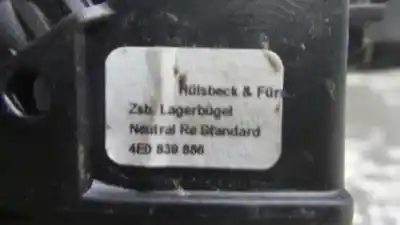 Hülsbeck & Für
Zsb. Lagerbügel
Neutral Re Standard
4E0 839 886